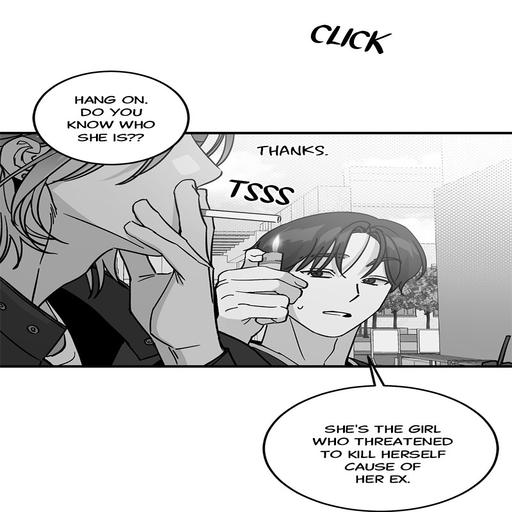 CLICK
HANG ON.
DO YOU
KNOW WHO
SHE IS??
THANKS.
TSSS
SHE'S THE GIRL
WHO THREATENED
TO KILL HERSELF
CAUSE OF
HER EX.